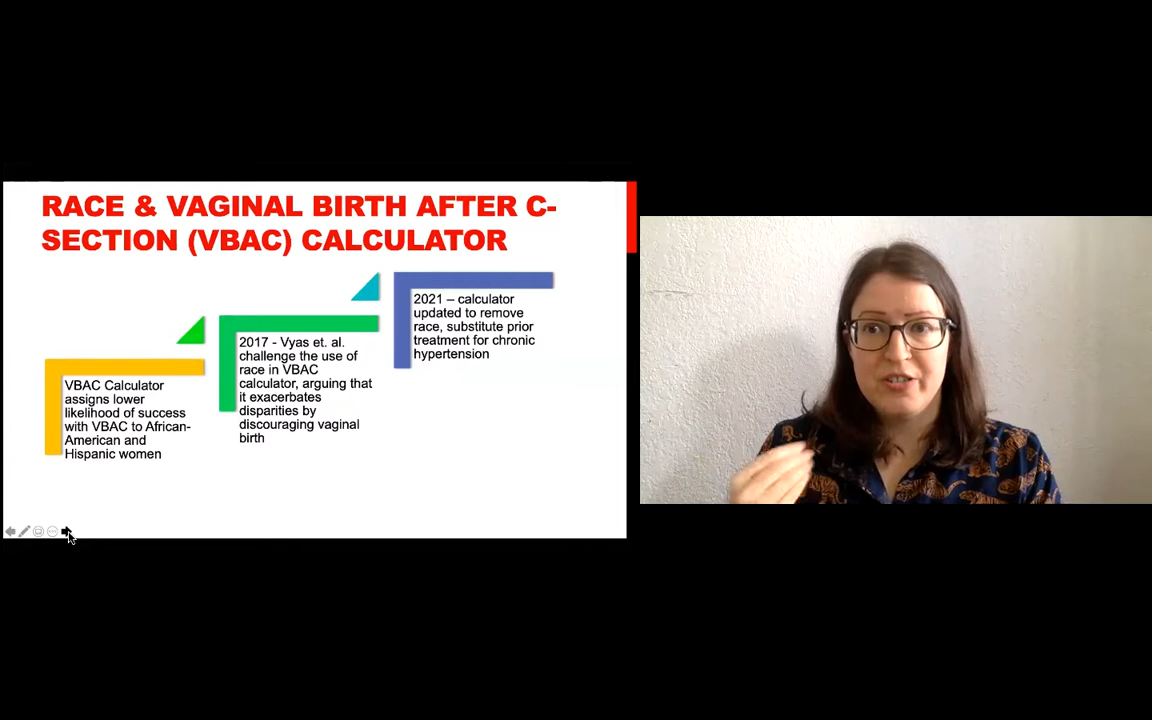 RACE & VAGINAL BIRTH AFTER C-
SECTION (VBAC) CALCULATOR
VBAC Calculator
assigns lower
likelihood of success
with VBAC to African-
American and
Hispanic women
2017 - Vyas et. al.
challenge the use of
race in VBAC
calculator, arguing that
it exacerbates
disparities by
discouraging vaginal
birth
2021 – calculator
updated to remove
race, substitute prior
treatment for chronic
hypertension